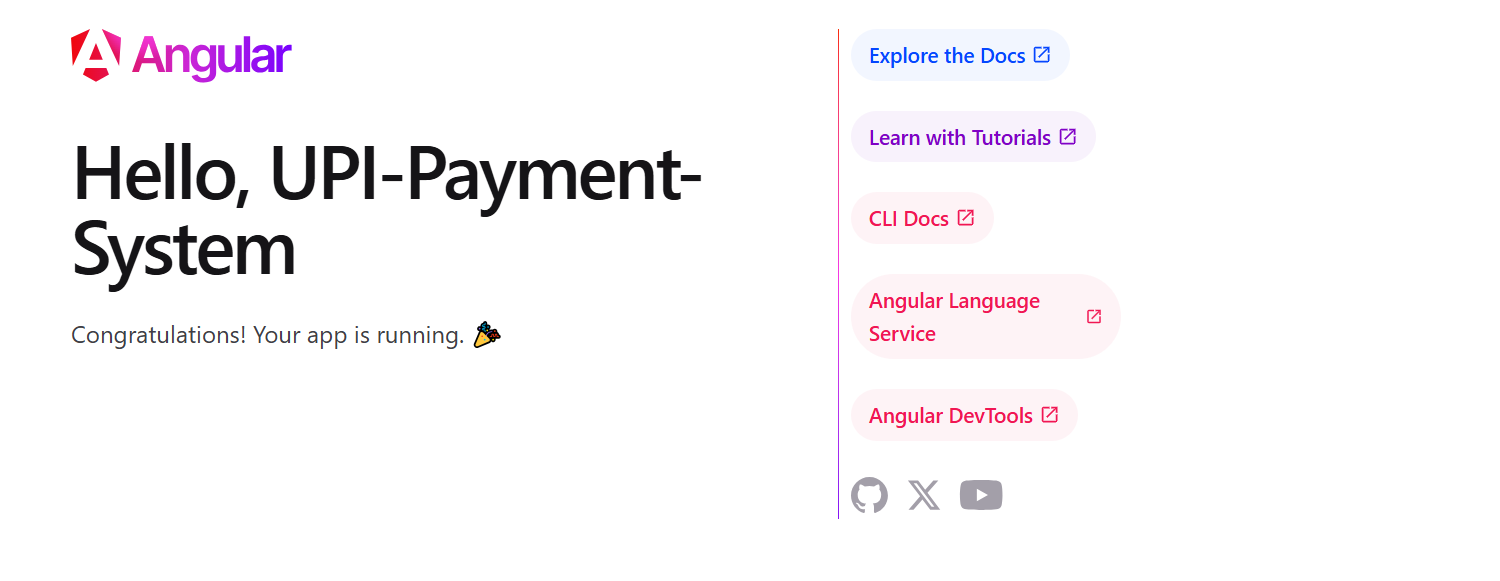 Angular
Hello, UPI-Payment-
System
Congratulations! Your app is running. 🎉
Explore the Docs
Learn with Tutorials
CLI Docs
Angular Language
Service
Angular DevTools